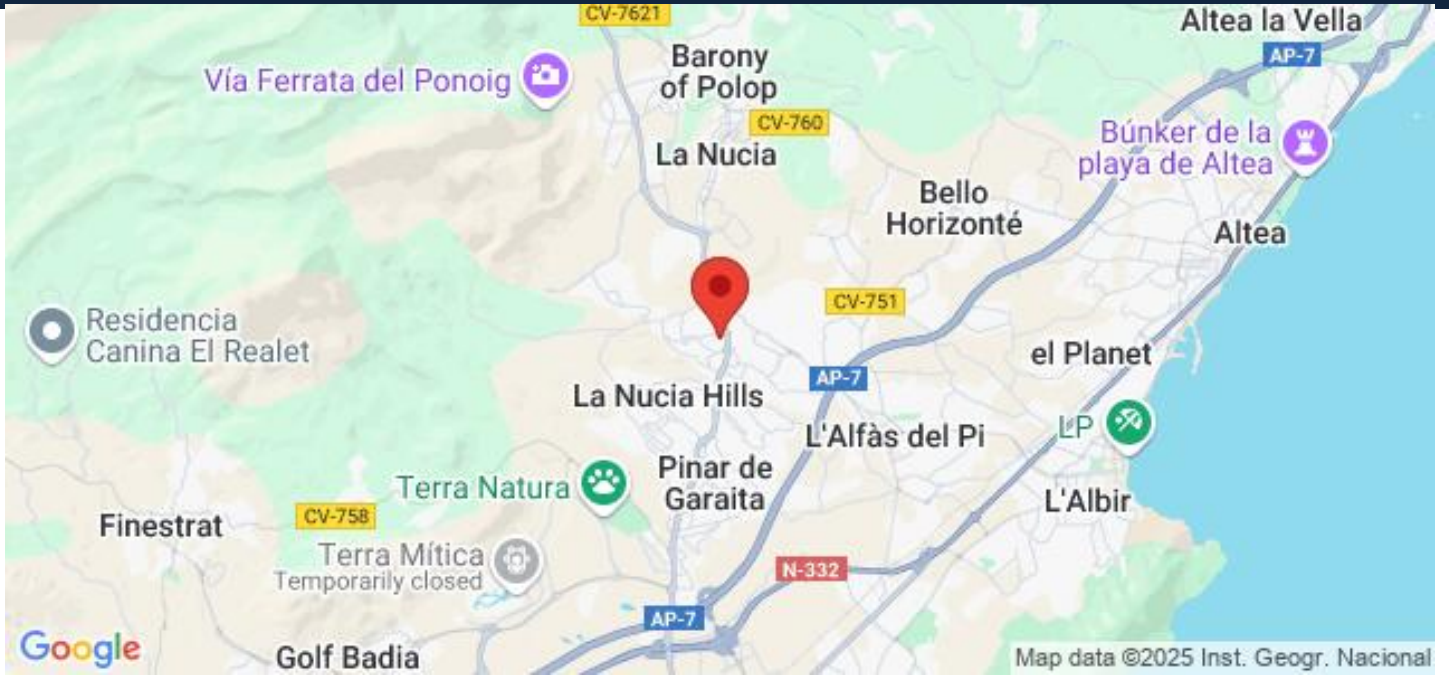 CV-7621
Altea la Vella
Barony
of Polop
AP-7
Vía Ferrata del Ponoig
CV-760
Búnker de la
playa de Altea
La Nucia
Bello
Horizonté
Altea
CV-751
Residencia
Canina El Realet
el Planet
AP-7
La Nucia Hills
L'Alfàs del Pi
LP
Pinar de
Garaita
Terra Natura
L'Albir
Finestrat
CV-758
Terra Mítica
Temporarily closed
N-332
AP-7
Google
Golf Badia
Map data ©2025 Inst. Geogr. Nacional